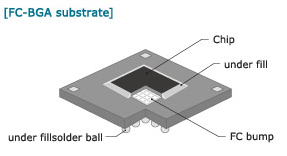 [FC-BGA substrate]
Chip
under fill
under fillsolder ball
FC bump